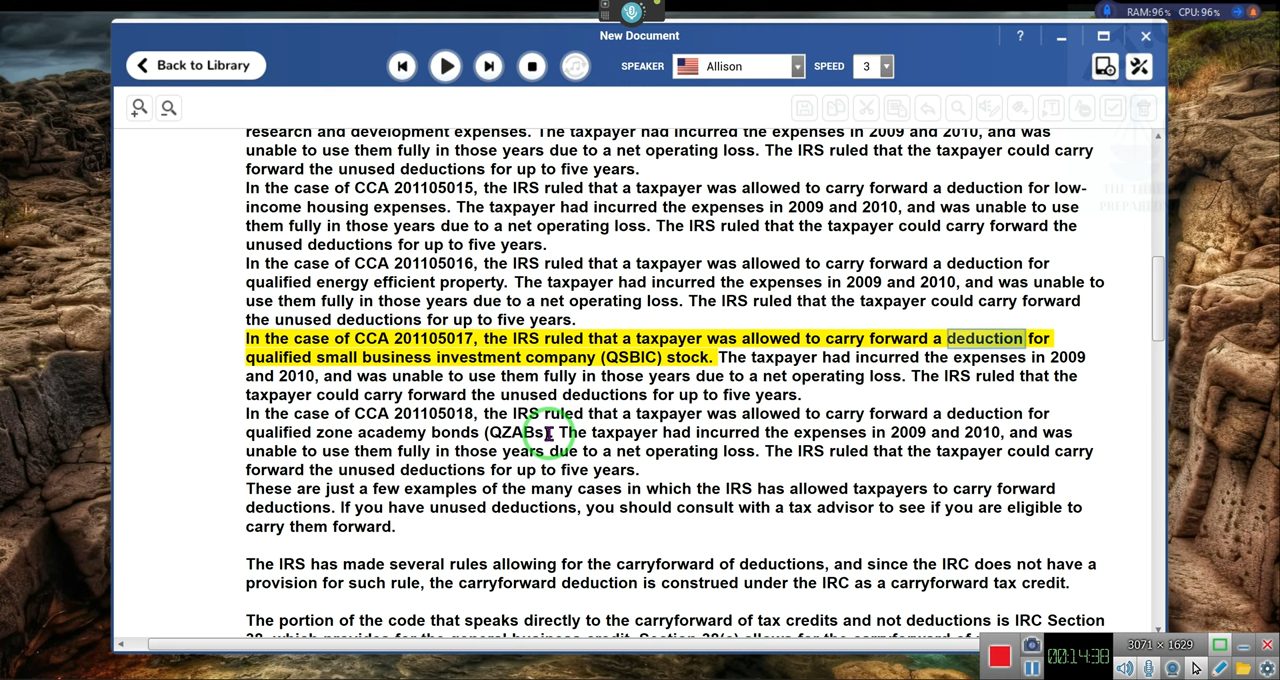 RAM:96% CPU:96%
New Document
?
Back to Library
SPEAKER Allison SPEED 3
research and development expenses. The taxpayer had incurred the expenses in 2009 and 2010, and was
unable to use them fully in those years due to a net operating loss. The IRS ruled that the taxpayer could carry
forward the unused deductions for up to five years.
In the case of CCA 201105015, the IRS ruled that a taxpayer was allowed to carry forward a deduction for low-
income housing expenses. The taxpayer had incurred the expenses in 2009 and 2010, and was unable to use
them fully in those years due to a net operating loss. The IRS ruled that the taxpayer could carry forward the
unused deductions for up to five years.
In the case of CCA 201105016, the IRS ruled that a taxpayer was allowed to carry forward a deduction for
qualified energy efficient property. The taxpayer had incurred the expenses in 2009 and 2010, and was unable to
use them fully in those years due to a net operating loss. The IRS ruled that the taxpayer could carry forward
the unused deductions for up to five years.
In the case of CCA 201105017, the IRS ruled that a taxpayer was allowed to carry forward a deduction for
qualified small business investment company (QSBIC) stock. The taxpayer had incurred the expenses in 2009
and 2010, and was unable to use them fully in those years due to a net operating loss. The IRS ruled that the
taxpayer could carry forward the unused deductions for up to five years.
In the case of CCA 201105018, the IRS ruled that a taxpayer was allowed to carry forward a deduction for
qualified zone academy bonds (QZABs). The taxpayer had incurred the expenses in 2009 and 2010, and was
unable to use them fully in those years due to a net operating loss. The IRS ruled that the taxpayer could carry
forward the unused deductions for up to five years.
These are just a few examples of the many cases in which the IRS has allowed taxpayers to carry forward
deductions. If you have unused deductions, you should consult with a tax advisor to see if you are eligible to
carry them forward.
The IRS has made several rules allowing for the carryforward of deductions, and since the IRC does not have a
provision for such rule, the carryforward deduction is construed under the IRC as a carryforward tax credit.
The portion of the code that speaks directly to the carryforward of tax credits and not deductions is IRC Section
38, which provides for the general business credit. Section 38(a) allows for the carryforward of
3071 × 1629
00:14:38